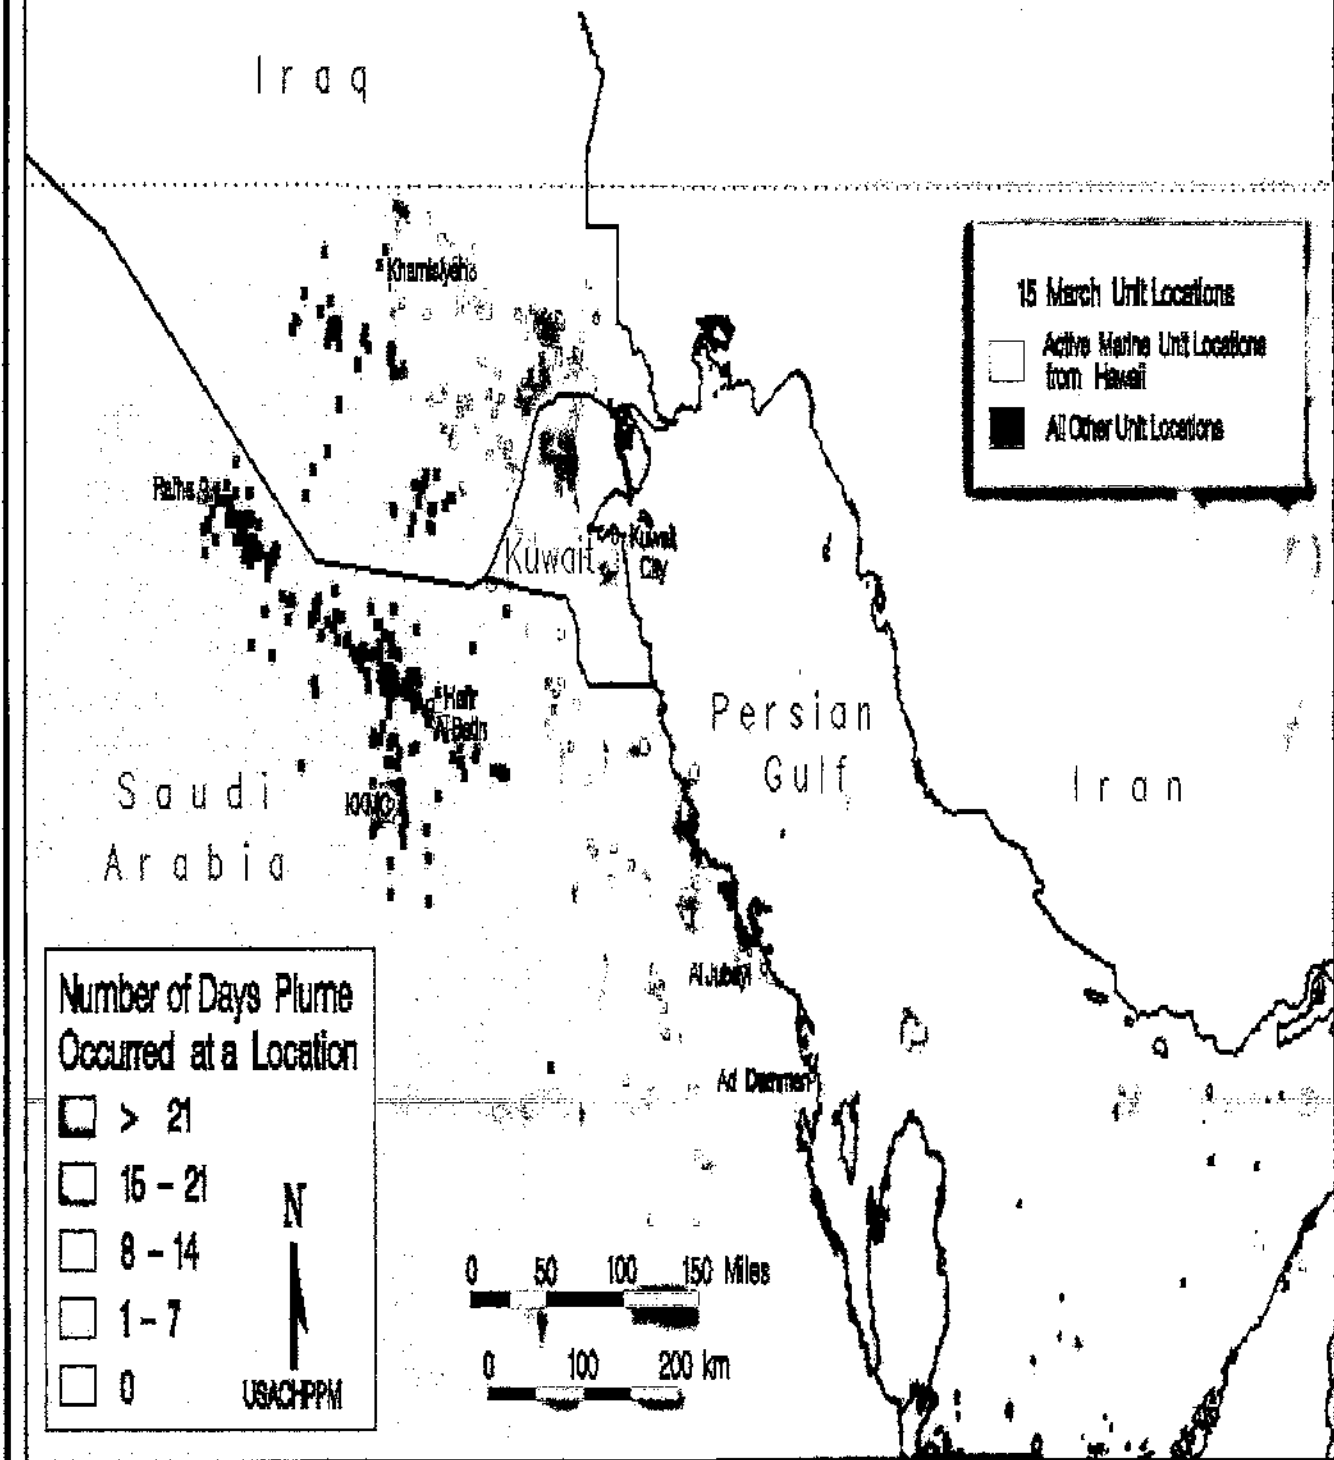 Iraq
Khamisiyah
15 March Unit Locations
Active Marine Unit Locations
from Hawaii
All Other Unit Locations
Rafha
Kuwait
Kuwait
City
Hafir
Al Batin
Persian
Gulf
Iran
Saudi
Arabia
KKMC
Al Jubayl
Ad Dammam
Number of Days Plume
Occurred at a Location
> 21
15 - 21
8 - 14
1 - 7
0
N
USACHPPM
0 50 100 150 Miles
0 100 200 km